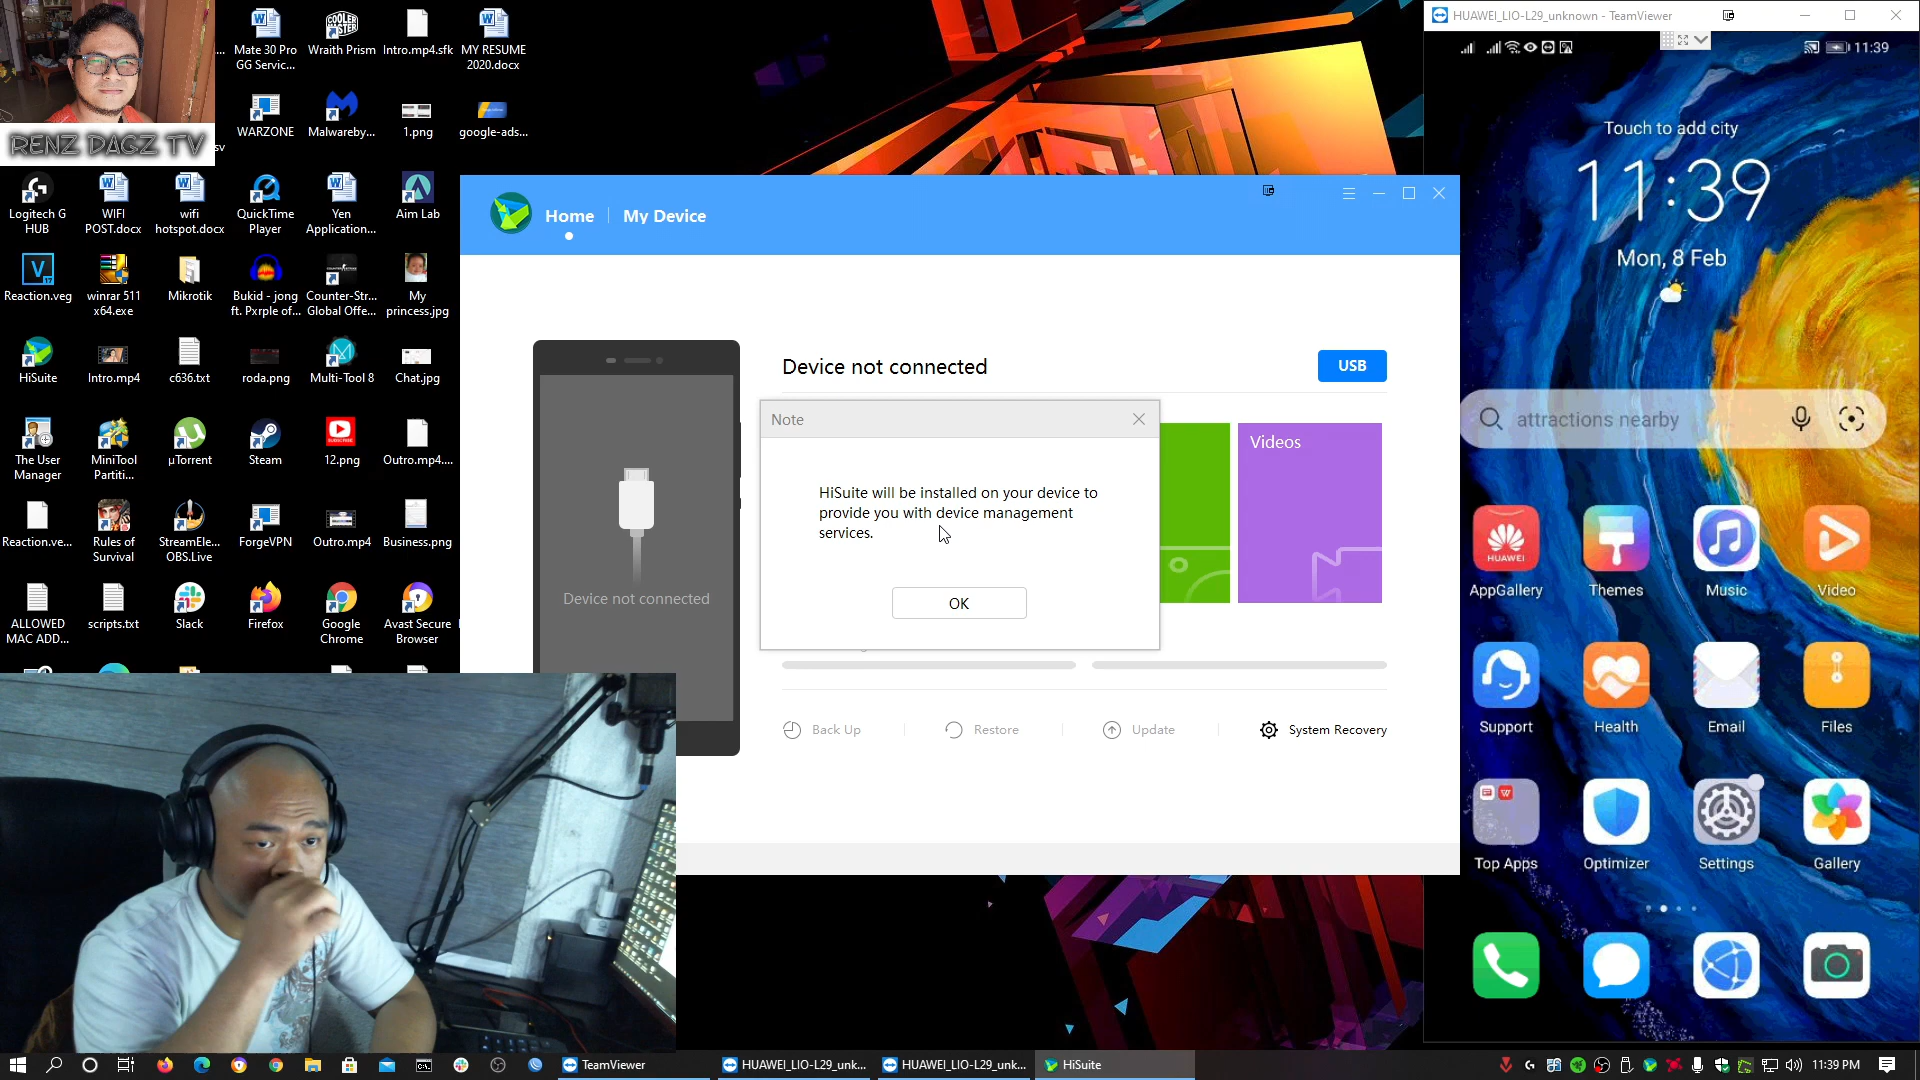 RENZ DAGZ TV
Mate 30 Pro
GG Servic...
Wraith Prism
Intro.mp4.sfk
MY RESUME
2020.docx
WARZONE
Malwareby...
1.png
google-ads...
Logitech G
HUB
WIFI
POST.docx
wifi
hotspot.docx
QuickTime
Player
Yen
Application...
Aim Lab
Reaction.veg
winrar 511
x64.exe
Mikrotik
Bukid - jong
ft. Pxrple of...
Counter-Str...
Global Offe...
My
princess.jpg
HiSuite
Intro.mp4
c636.txt
roda.png
Multi-Tool 8
Chat.jpg
The User
Manager
MiniTool
Partiti...
µTorrent
Steam
12.png
Outro.mp4....
Reaction.ve...
Rules of
Survival
StreamEle...
OBS.Live
ForgeVPN
Outro.mp4
Business.png
ALLOWED
MAC ADD...
scripts.txt
Slack
Firefox
Google
Chrome
Avast Secure
Browser
Home
My Device
Device not connected
USB
Device not connected
Videos
Note
HiSuite will be installed on your device to
provide you with device management
services.
OK
Back Up
Restore
Update
System Recovery
HUAWEI_LIO-L29_unknown - TeamViewer
11:39
Touch to add city
11:39
Mon, 8 Feb
attractions nearby
HUAWEI
AppGallery
Themes
Music
Video
Support
Health
Email
Files
Top Apps
Optimizer
Settings
Gallery
TeamViewer
HUAWEI_LIO-L29_unk...
HUAWEI_LIO-L29_unk...
HiSuite
11:39 PM